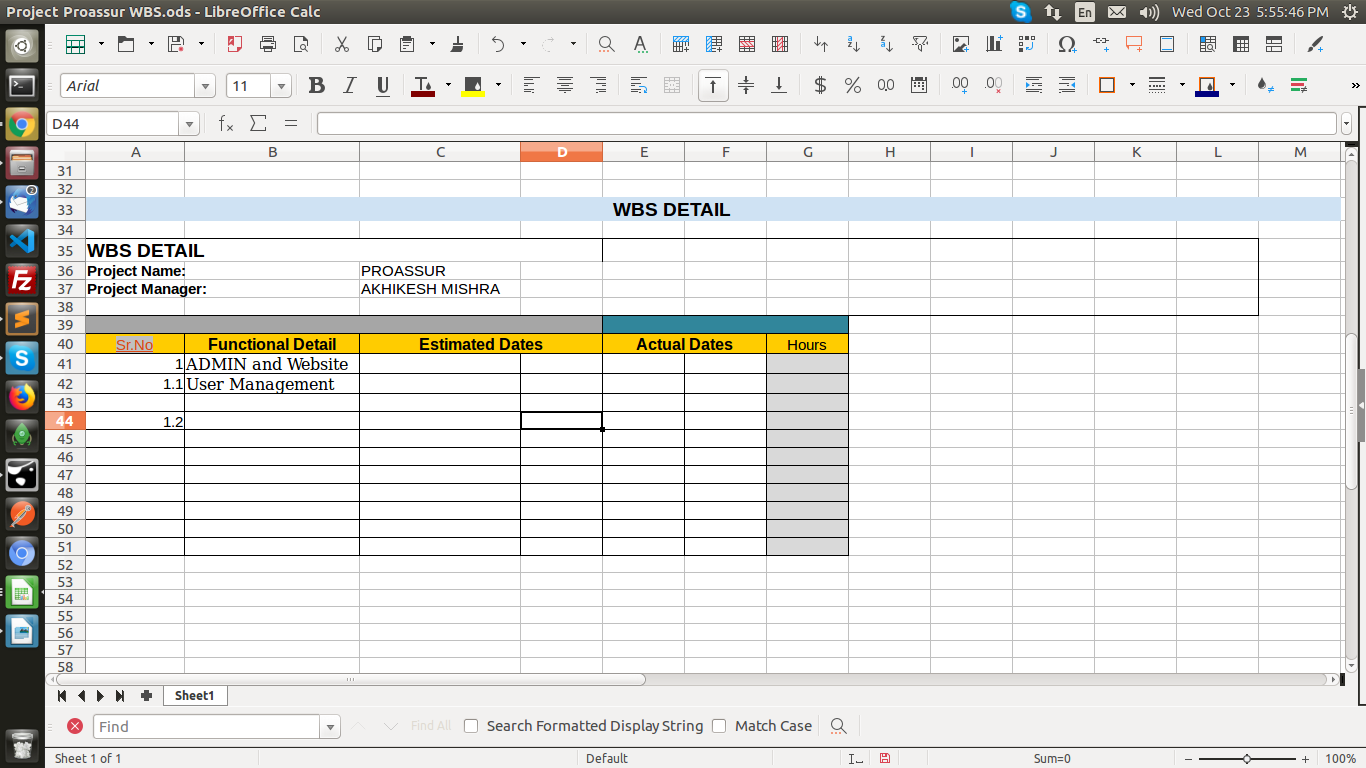 Project Proassur WBS.ods - LibreOffice Calc
En
Wed Oct 23 5:55:46 PM
Arial
11
D44
A B C D E F G H I J K L M
31
32
33 WBS DETAIL
34
35 WBS DETAIL
36 Project Name: PROASSUR
37 Project Manager: AKHIKESH MISHRA
38
39
40 Sr.No Functional Detail Estimated Dates Actual Dates Hours
41 1 ADMIN and Website
42 1.1 User Management
43
44 1.2
45
46
47
48
49
50
51
52
53
54
55
56
57
58
Sheet1
Find Find All Search Formatted Display String Match Case
Sheet 1 of 1 Default Sum=0 100%